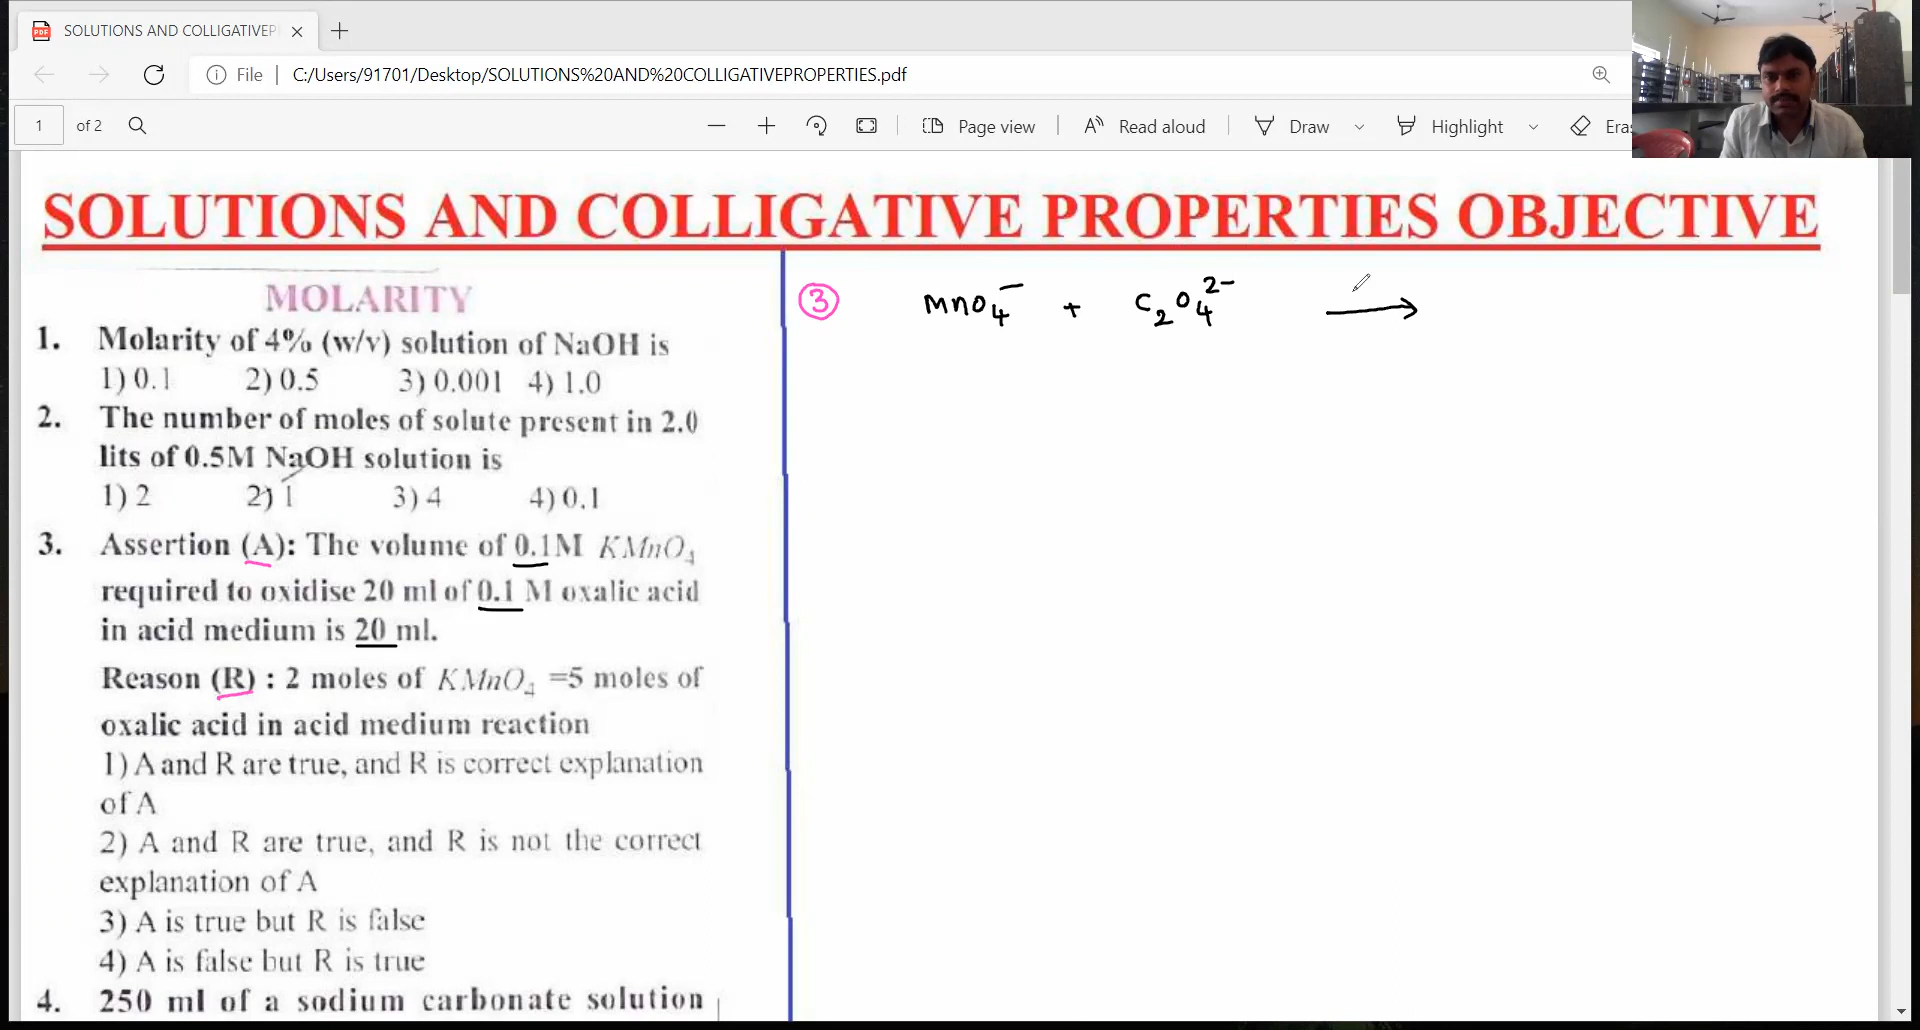 SOLUTIONS AND COLLIGATIVEP
File
C:/Users/91701/Desktop/SOLUTIONS%20AND%20COLLIGATIVEPROPERTIES.pdf
1 of 2
Page view
Read aloud
Draw
Highlight
Eras
SOLUTIONS AND COLLIGATIVE PROPERTIES OBJECTIVE
MOLARITY
1. Molarity of 4% (w/v) solution of NaOH is
1) 0.1 2) 0.5 3) 0.001 4) 1.0
2. The number of moles of solute present in 2.0
lits of 0.5M NaOH solution is
1) 2 2) 1 3) 4 4) 0.1
3. Assertion (A): The volume of 0.1M KMnO₄
required to oxidise 20 ml of 0.1 M oxalic acid
in acid medium is 20 ml.
Reason (R) : 2 moles of KMnO₄ =5 moles of
oxalic acid in acid medium reaction
1) A and R are true, and R is correct explanation
of A
2) A and R are true, and R is not the correct
explanation of A
3) A is true but R is false
4) A is false but R is true
4. 250 ml of a sodium carbonate solution
③ MnO₄⁻ + C₂O₄²⁻ →